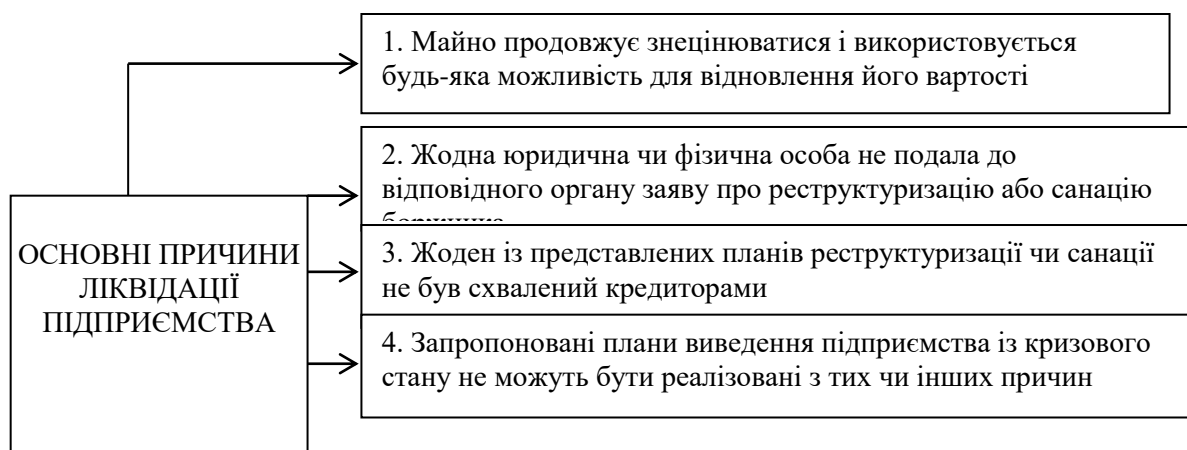 1. Майно продовжує знецінюватися і використовується
будь-яка можливість для відновлення його вартості
2. Жодна юридична чи фізична особа не подала до
відповідного органу заяву про реструктуризацію або санацію
ОСНОВНІ ПРИЧИНИ
ЛІКВІДАЦІЇ
ПІДПРИЄМСТВА
3. Жоден із представлених планів реструктуризації чи санації
не був схвалений кредиторами
4. Запропоновані плани виведення підприємства із кризового
стану не можуть бути реалізовані з тих чи інших причин